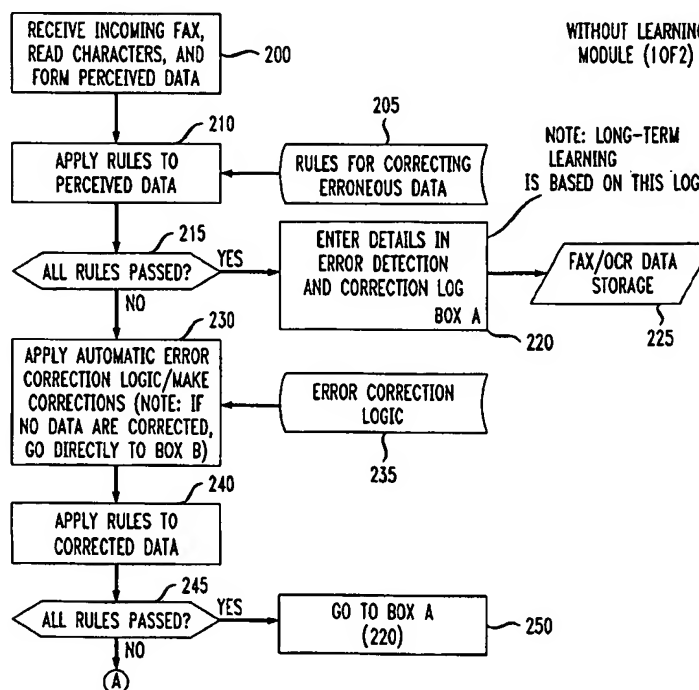 RECEIVE INCOMING FAX,
READ CHARACTERS, AND
FORM PERCEIVED DATA
200
WITHOUT LEARNING
MODULE (1OF2)
210
APPLY RULES TO
PERCEIVED DATA
205
RULES FOR CORRECTING
ERRONEOUS DATA
NOTE: LONG-TERM
LEARNING
IS BASED ON THIS LOG
215
ALL RULES PASSED?
YES
NO
ENTER DETAILS IN
ERROR DETECTION
AND CORRECTION LOG
BOX A
220
FAX/OCR DATA
STORAGE
225
230
APPLY AUTOMATIC ERROR
CORRECTION LOGIC/MAKE
CORRECTIONS (NOTE: IF
NO DATA ARE CORRECTED,
GO DIRECTLY TO BOX B)
ERROR CORRECTION
LOGIC
235
240
APPLY RULES TO
CORRECTED DATA
245
ALL RULES PASSED?
YES
NO
GO TO BOX A
(220)
250
A